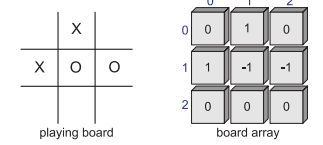 0 1 2
X
0 0 1 0
X O O
1 1 -1 -1
2 0 0 0
playing board board array